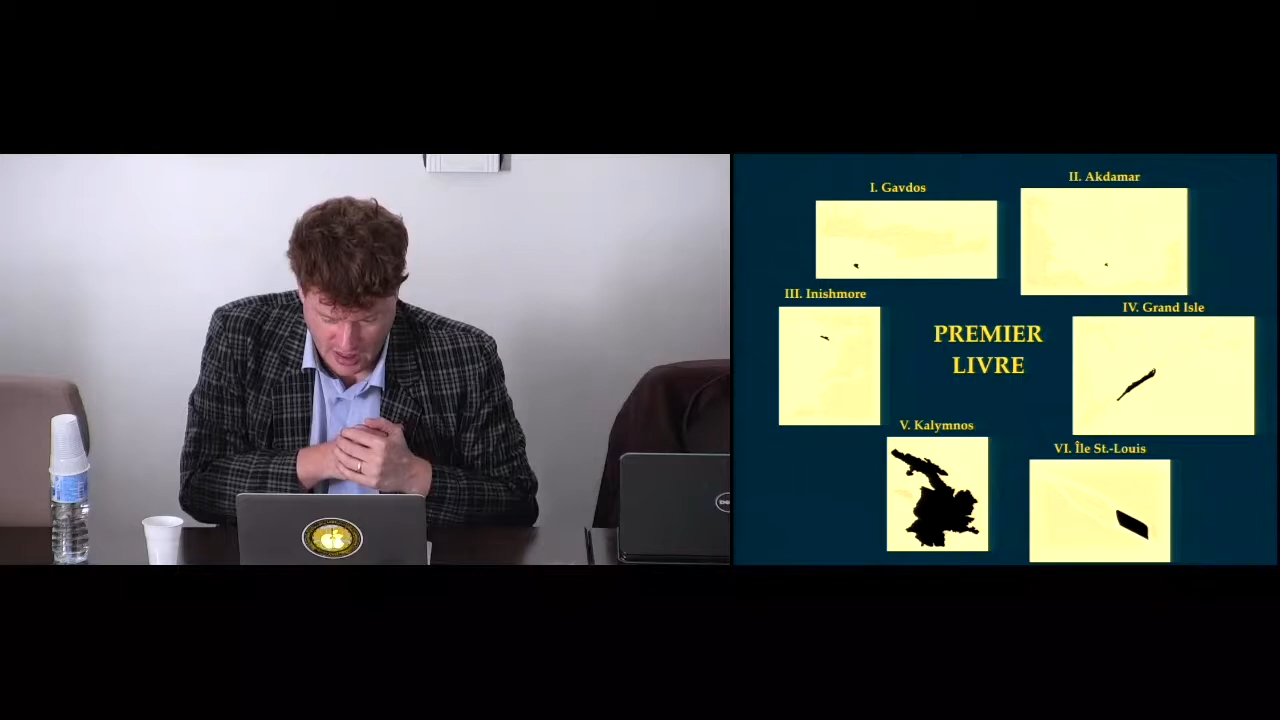 I. Gavdos
II. Akdamar
III. Inishmore
IV. Grand Isle
PREMIER
LIVRE
V. Kalymnos
VI. Île St.-Louis